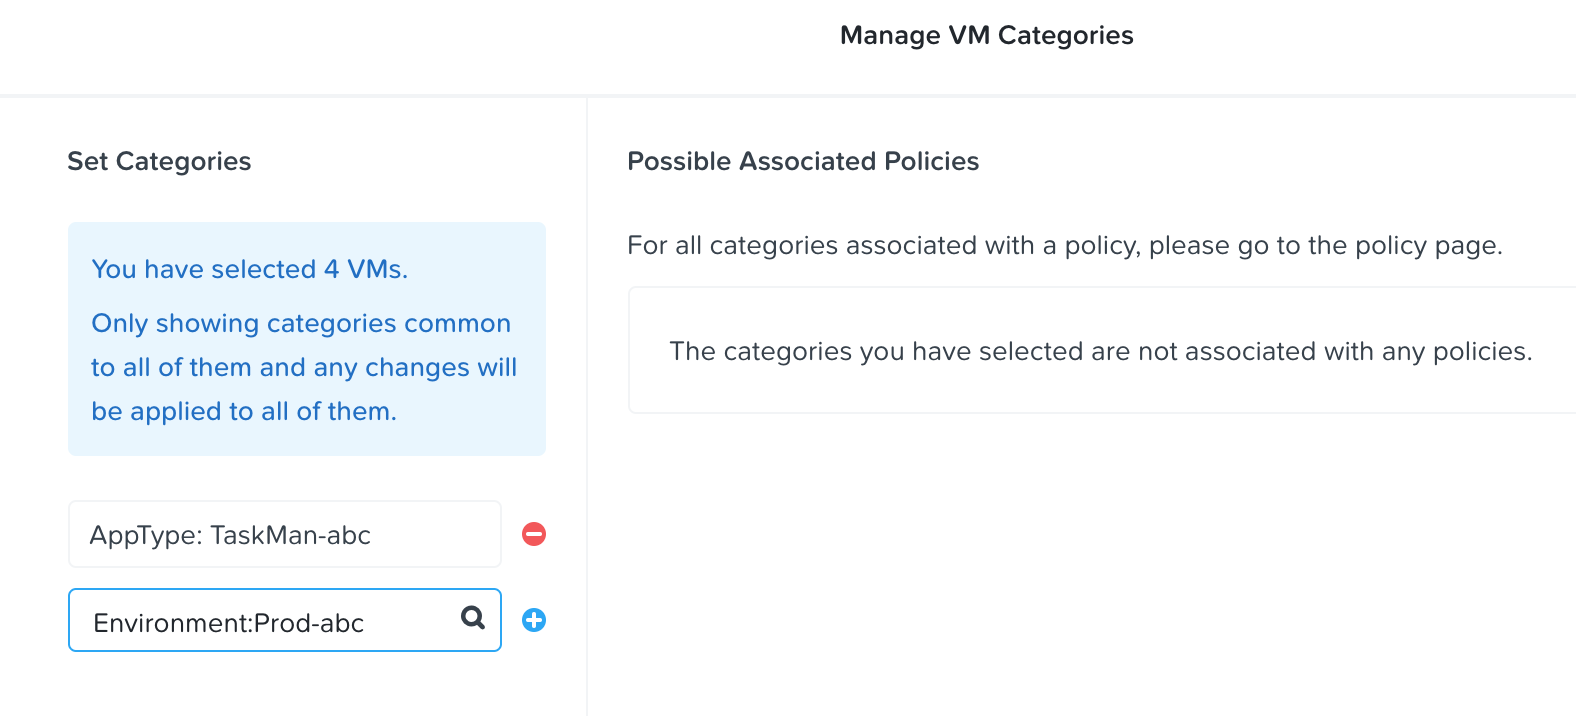 Manage VM Categories
Set Categories
You have selected 4 VMs.
Only showing categories common
to all of them and any changes will
be applied to all of them.
AppType: TaskMan-abc
Environment:Prod-abc
Possible Associated Policies
For all categories associated with a policy, please go to the policy page.
The categories you have selected are not associated with any policies.